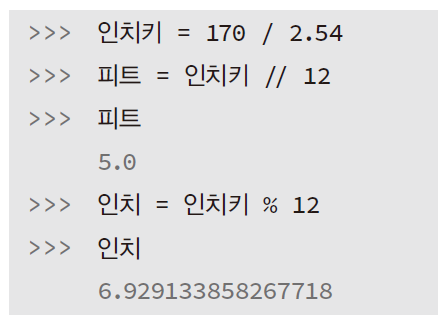 >>> 인치키 = 170 / 2.54
>>> 피트 = 인치키 // 12
>>> 피트
5.0
>>> 인치 = 인치키 % 12
>>> 인치
6.929133858267718